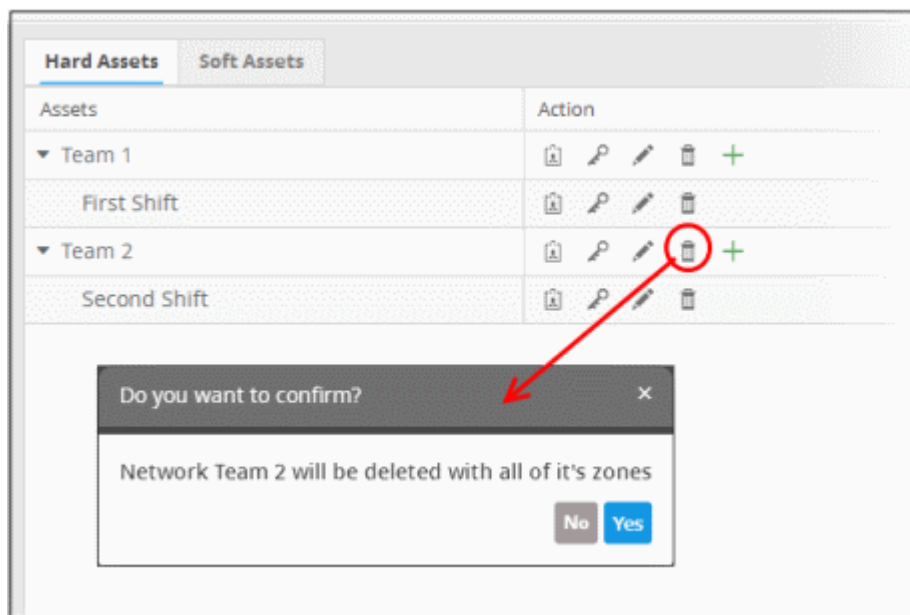 Hard Assets Soft Assets
Assets Action
Team 1
First Shift
Team 2
Second Shift
Do you want to confirm? ×
Network Team 2 will be deleted with all of it's zones
No Yes